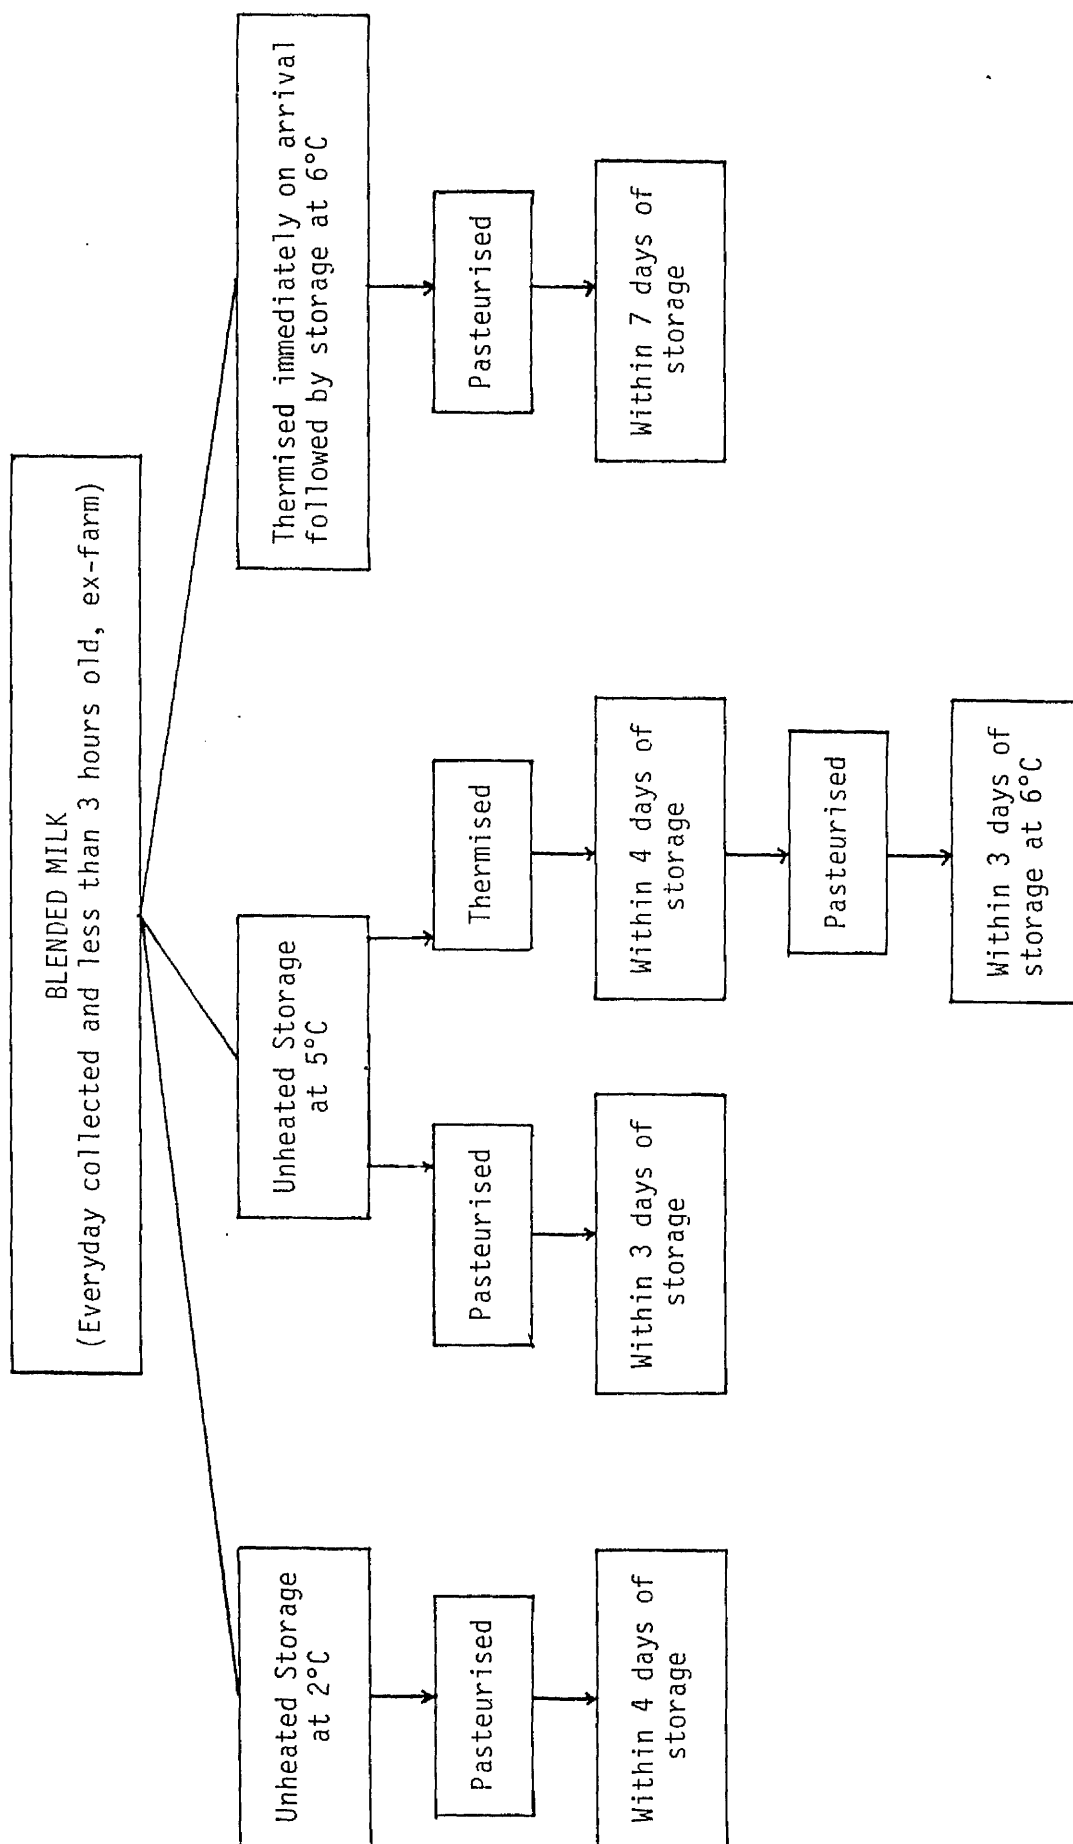 BLENDED MILK
(Everyday collected and less than 3 hours old, ex-farm)
Unheated Storage
at 2°C
Pasteurised
Within 4 days of
storage
Unheated Storage
at 5°C
Pasteurised
Within 3 days of
storage
Thermised
Within 4 days of
storage
Pasteurised
Within 3 days of
storage at 6°C
Thermised immediately on arrival
followed by storage at 6°C
Pasteurised
Within 7 days of
storage